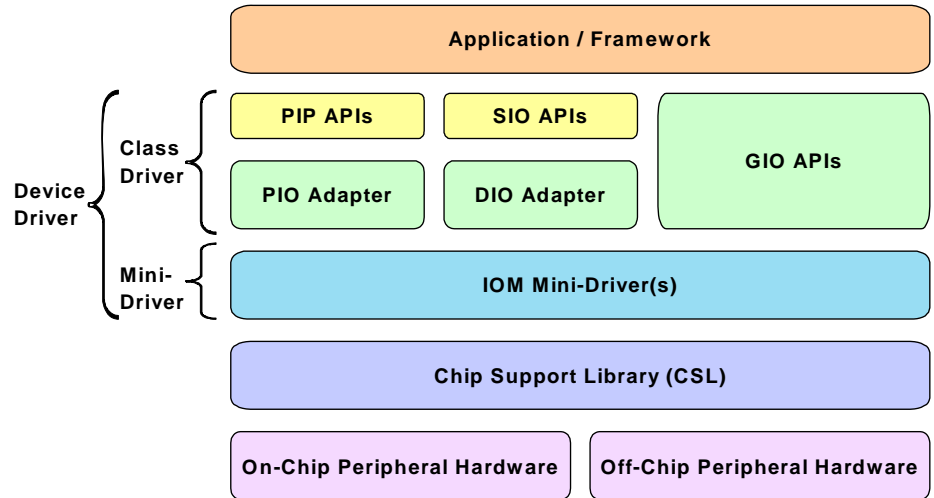 Application / Framework
PIP APIs
SIO APIs
GIO APIs
Class
Driver
PIO Adapter
DIO Adapter
Device
Driver
Mini-
Driver
IOM Mini-Driver(s)
Chip Support Library (CSL)
On-Chip Peripheral Hardware
Off-Chip Peripheral Hardware